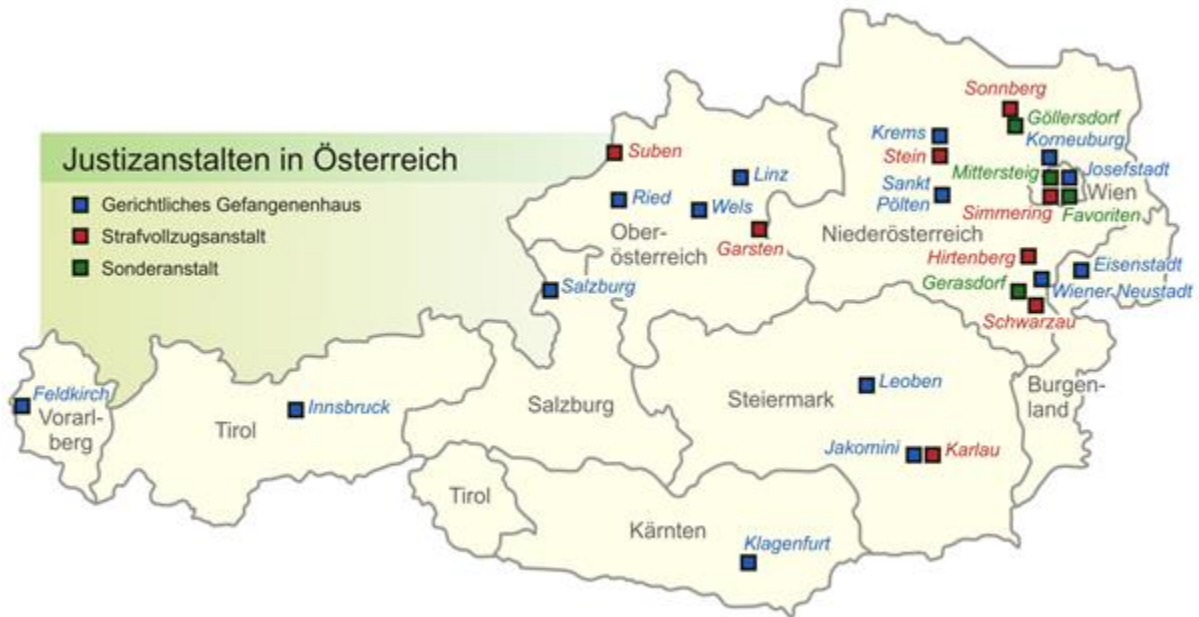 Justizanstalten in Österreich
Gerichtliches Gefangenenhaus
Strafvollzugsanstalt
Sonderanstalt
Sonnberg
Göllersdorf
Krems
Korneuburg
Stein
Mittersteig
Josefstadt
Wien
Sankt
Pölten
Simmering
Favoriten
Niederösterreich
Suben
Linz
Ried
Wels
Ober-
österreich
Garsten
Hirtenberg
Eisenstadt
Gerasdorf
Wiener Neustadt
Schwarzau
Salzburg
Feldkirch
Vorarl-
berg
Innsbruck
Tirol
Salzburg
Steiermark
Leoben
Burgen-
land
Jakomini
Karlau
Tirol
Kärnten
Klagenfurt